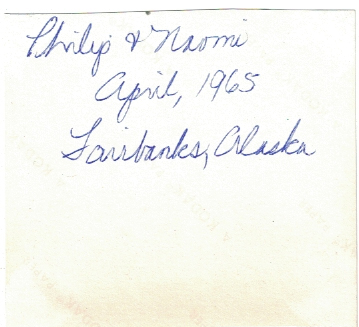 Philip & Naomi
April, 1965
Fairbanks, Alaska